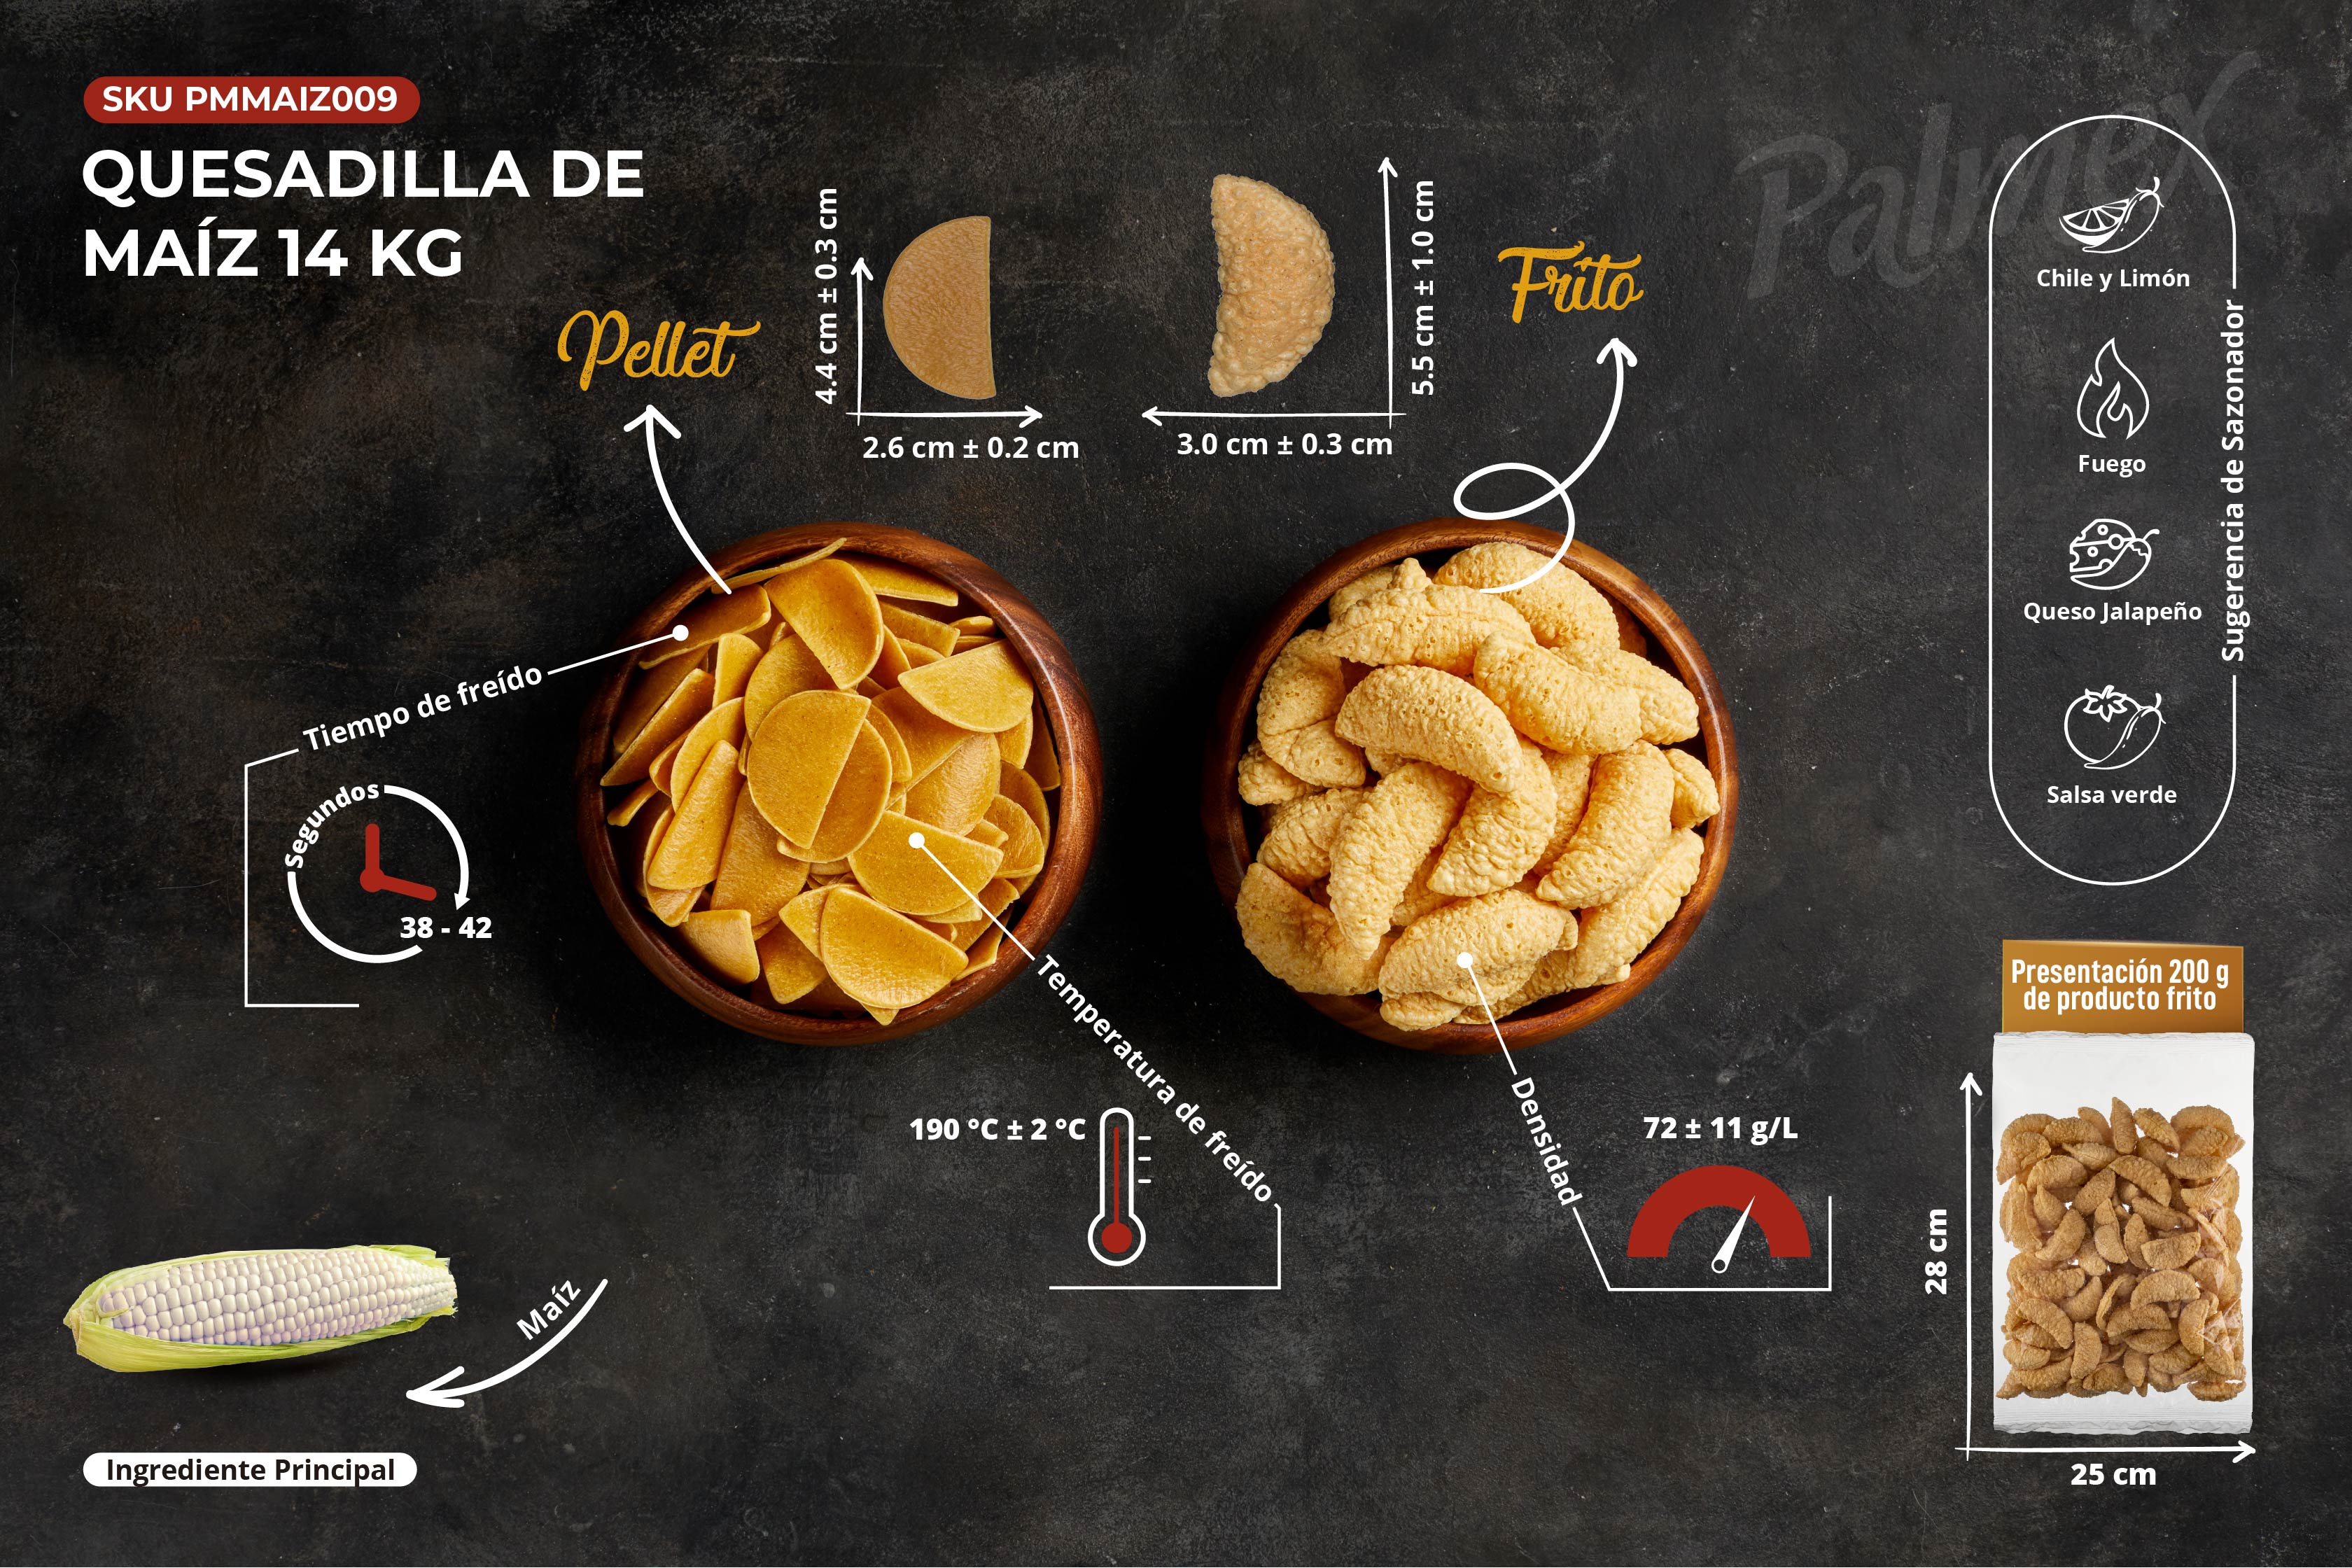 SKU PMMAIZ009
QUESADILLA DE
MAÍZ 14 KG
Palmex
Pellet
4.4 cm ± 0.3 cm
2.6 cm ± 0.2 cm
5.5 cm ± 1.0 cm
3.0 cm ± 0.3 cm
Frito
Chile y Limón
Fuego
Queso Jalapeño
Salsa verde
Sugerencia de Sazonador
Tiempo de freído
Segundos
38 - 42
Temperatura de freído
190 °C ± 2 °C
Densidad
72 ± 11 g/L
Presentación 200 g
de producto frito
28 cm
25 cm
Maíz
Ingrediente Principal